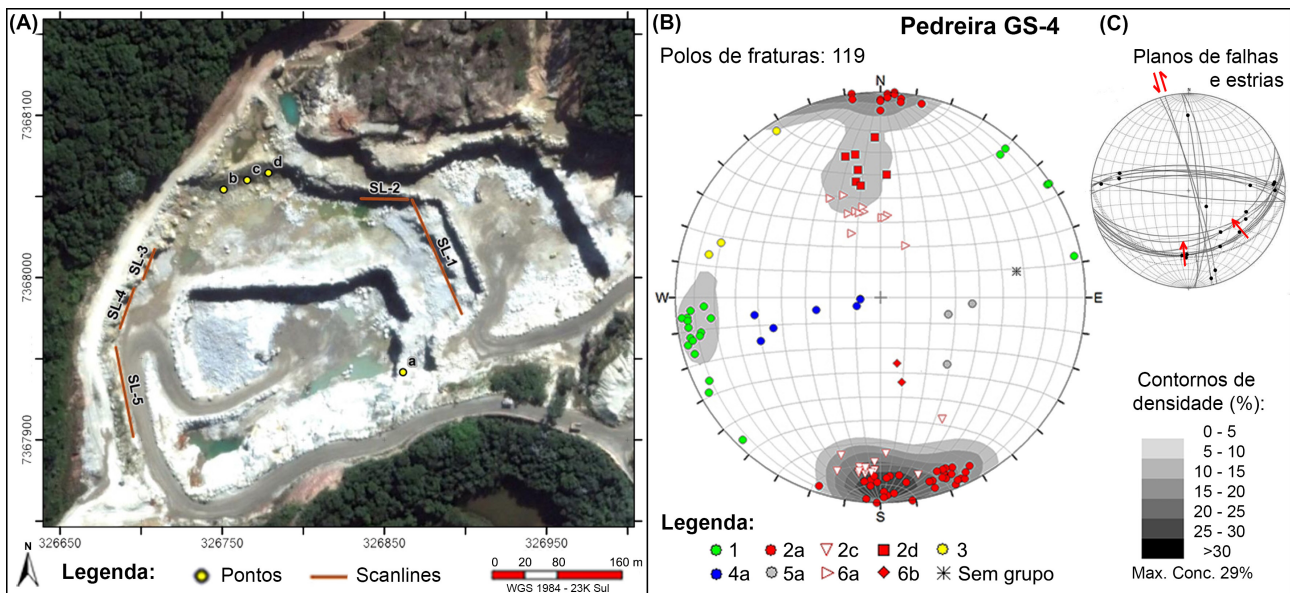 (A)
7368100
7368000
7367900
326650
326750
326850
326950
b
c
d
a
SL-2
SL-1
SL-3
SL-4
SL-5
N
Legenda:
Pontos
Scanlines
0 20 60 160 m
WGS 1984 - 23K Sul
(B)
Pedreira GS-4
Polos de fraturas: 119
N
W
E
S
Legenda:
1 2a 2c 2d 3
4a 5a 6a 6b Sem grupo
(C)
Planos de falhas
e estrias
N
Contornos de
densidade (%):
0 - 5
5 - 10
10 - 15
15 - 20
20 - 25
25 - 30
>30
Max. Conc. 29%